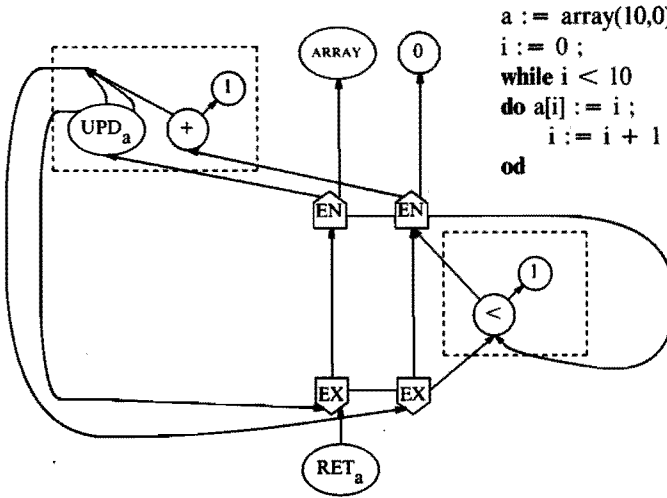 a := array(10,0)
i := 0 ;
while i < 10
do a[i] := i ;
i := i + 1
od
ARRAY
0
1
UPDa
+
EN
EN
1
<
EX
EX
RETa